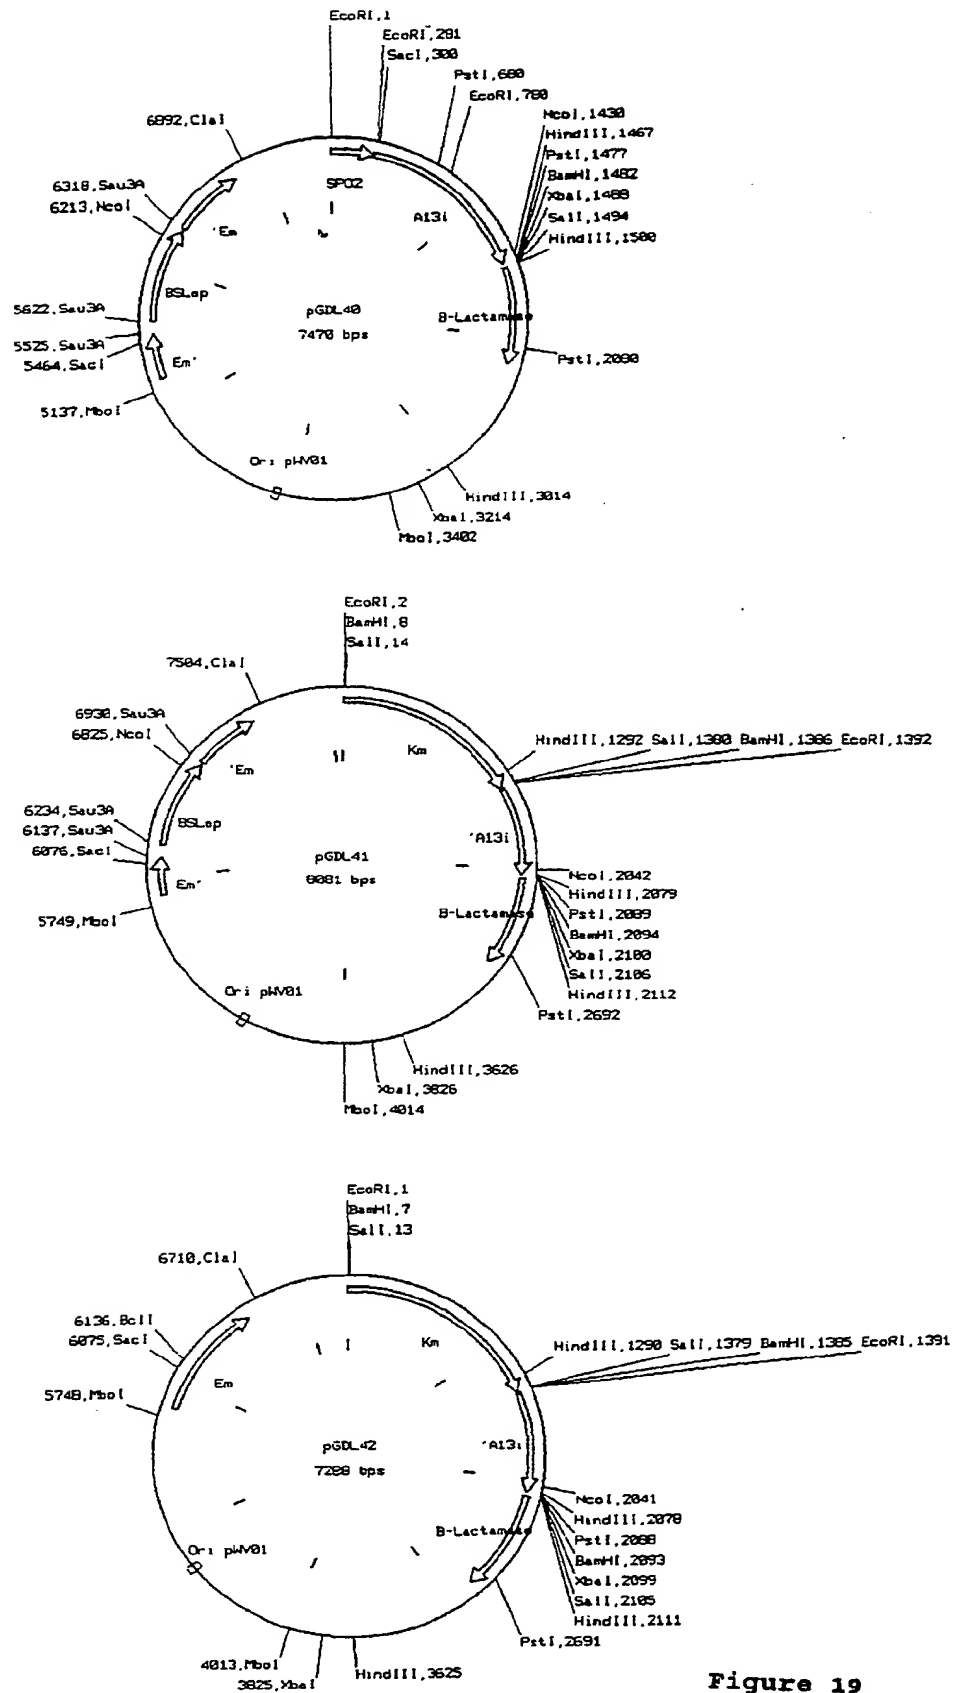 EcoRI,1
EcoRI,281
SacI,300
PstI,680
EcoRI,780
NcoI,1430
HindIII,1467
PstI,1477
BamHI,1482
XbaI,1488
SalI,1494
HindIII,1500
6892,ClaI
6318,Sau3A
6213,NcoI
SPO2
'Em
A13i
BSLap
pGDL40
7470 bps
B-Lactamase
5622,Sau3A
5525,Sau3A
5464,SacI
Em'
PstI,2080
5137,MboI
Ori pWV01
HindIII,3014
XbaI,3214
MboI,3402
EcoRI,2
BamHI,8
SalI,14
7504,ClaI
6930,Sau3A
6825,NcoI
Km
HindIII,1292 SalI,1380 BamHI,1386 EcoRI,1392
'Em
6234,Sau3A
6137,Sau3A
6076,SacI
BSLap
'A13i
pGDL41
8081 bps
Em'
5749,MboI
B-Lactamase
NcoI,2042
HindIII,2079
PstI,2089
BamHI,2094
XbaI,2100
SalI,2106
HindIII,2112
PstI,2692
Ori pWV01
HindIII,3626
XbaI,3826
MboI,4014
EcoRI,1
BamHI,7
SalI,13
6710,ClaI
6136,BclI
6075,SacI
Km
HindIII,1290 SalI,1379 BamHI,1385 EcoRI,1391
5748,MboI
Em
'A13i
pGDL42
7288 bps
NcoI,2041
HindIII,2078
PstI,2088
BamHI,2093
XbaI,2099
SalI,2105
HindIII,2111
B-Lactamase
Ori pWV01
PstI,2691
4013,MboI
3825,XbaI
HindIII,3625
Figure 19